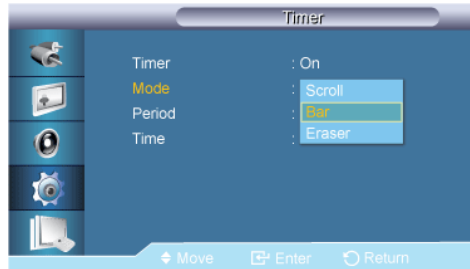 Timer
Timer : On
Mode : Scroll
Bar
Period :
Eraser
Time :
Move Enter Return